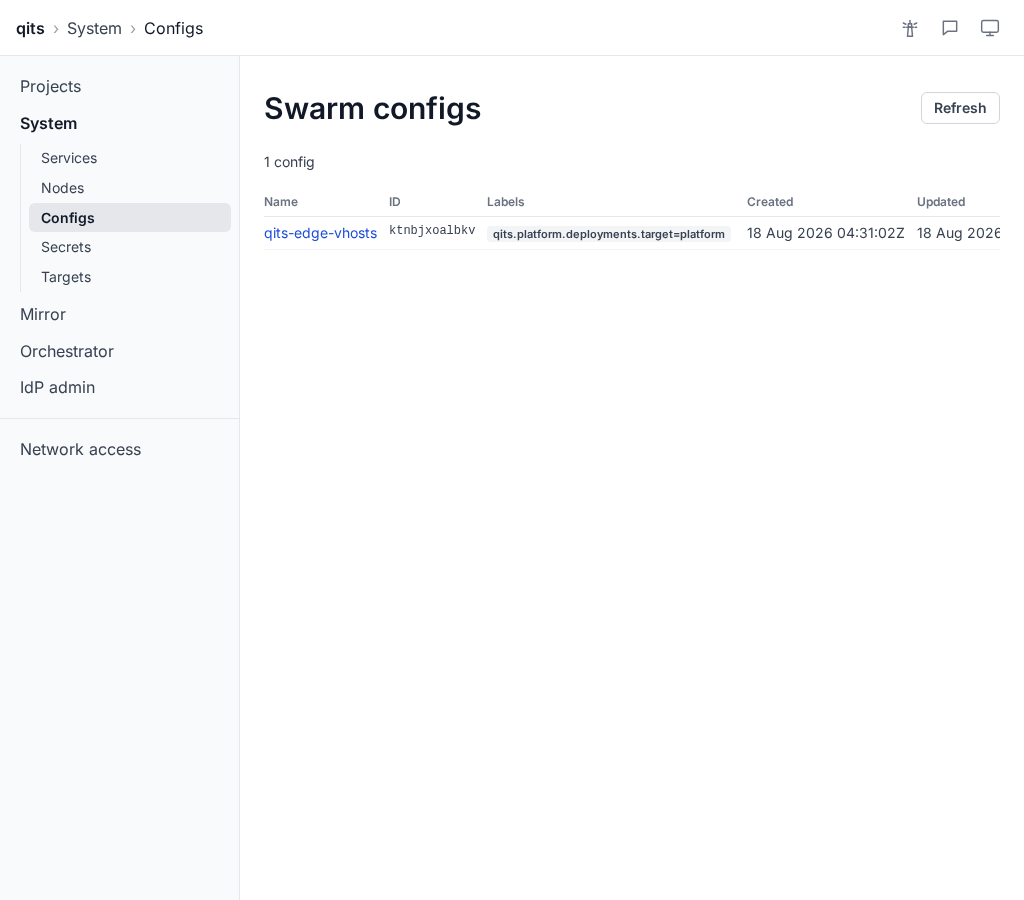 qits › System › Configs
Projects
System
Services
Nodes
Configs
Secrets
Targets
Mirror
Orchestrator
IdP admin
Network access
Swarm configs
Refresh
1 config
Name ID Labels Created Updated
qits-edge-vhosts ktnbjxoalbkv qits.platform.deployments.target=platform 18 Aug 2026 04:31:02Z 18 Aug 2026